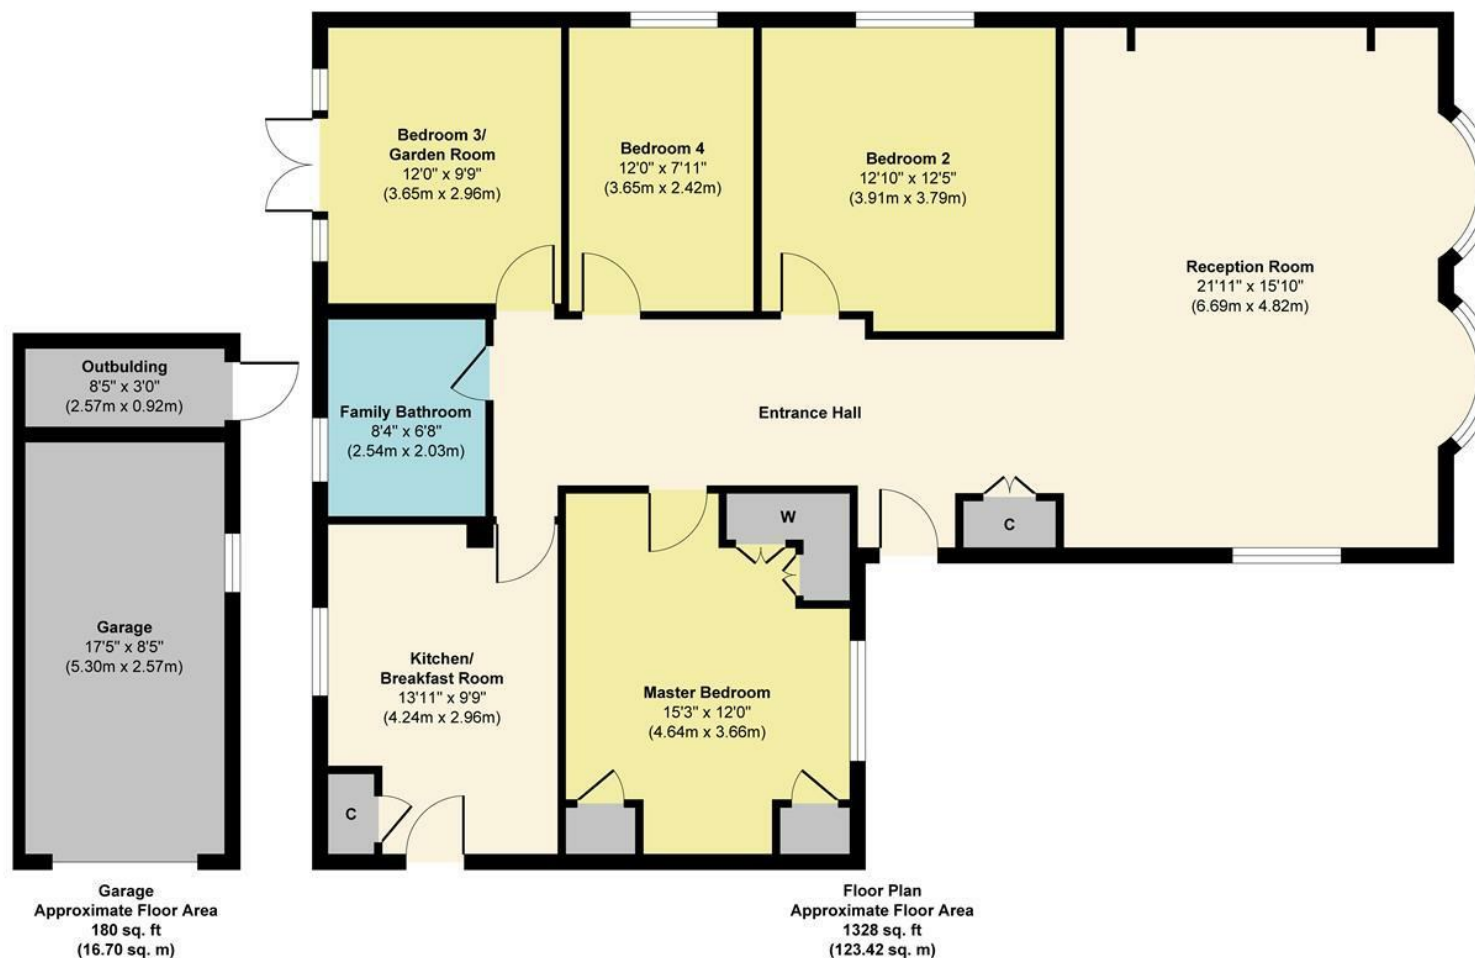 Bedroom 3/
Garden Room
12'0" x 9'9"
(3.65m x 2.96m)
Bedroom 4
12'0" x 7'11"
(3.65m x 2.42m)
Bedroom 2
12'10" x 12'5"
(3.91m x 3.79m)
Reception Room
21'11" x 15'10"
(6.69m x 4.82m)
Outbulding
8'5" x 3'0"
(2.57m x 0.92m)
Family Bathroom
8'4" x 6'8"
(2.54m x 2.03m)
Entrance Hall
W
C
Garage
17'5" x 8'5"
(5.30m x 2.57m)
Kitchen/
Breakfast Room
13'11" x 9'9"
(4.24m x 2.96m)
Master Bedroom
15'3" x 12'0"
(4.64m x 3.66m)
C
Garage
Approximate Floor Area
180 sq. ft
(16.70 sq. m)
Floor Plan
Approximate Floor Area
1328 sq. ft
(123.42 sq. m)